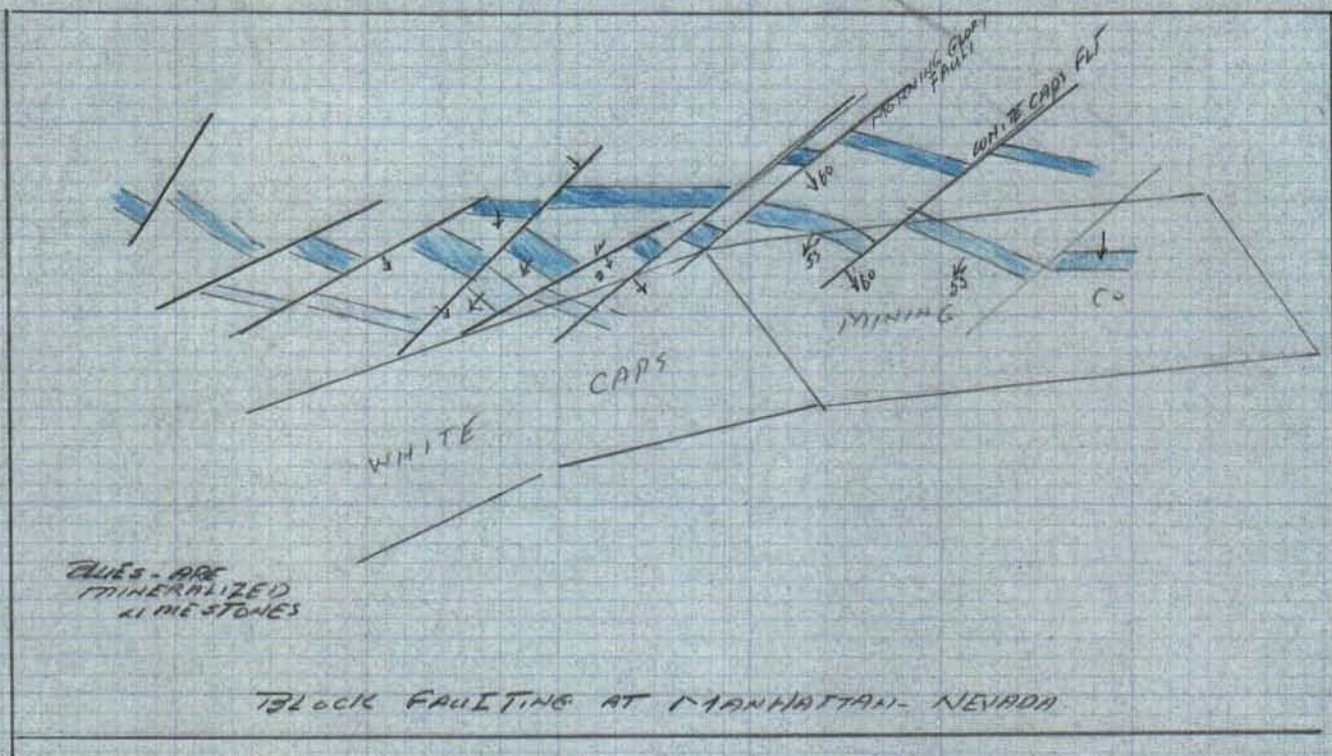 MORNING GLORY
FAULT
WHITE CAPS FLT
60
55
60
55
MINING
CO
CAPS
WHITE
BLUES - ARE
MINERALIZED
LIMESTONES
BLOCK FAULTING AT MANHATTAN - NEVADA